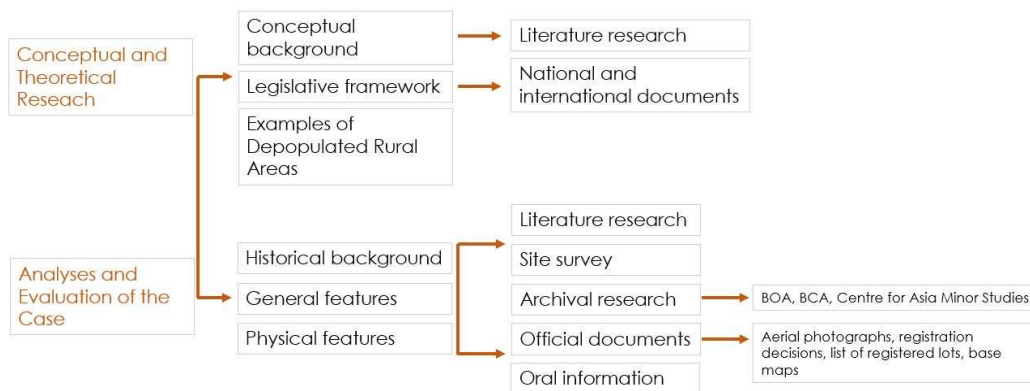 Conceptual and
Theoretical
Reseach
Conceptual
background
Literature research
Legislative framework
National and
international documents
Examples of
Depopulated Rural
Areas
Analyses and
Evaluation of the
Case
Historical background
General features
Physical features
Literature research
Site survey
Archival research
BOA, BCA, Centre for Asia Minor Studies
Official documents
Aerial photographs, registration
decisions, list of registered lots, base
maps
Oral information